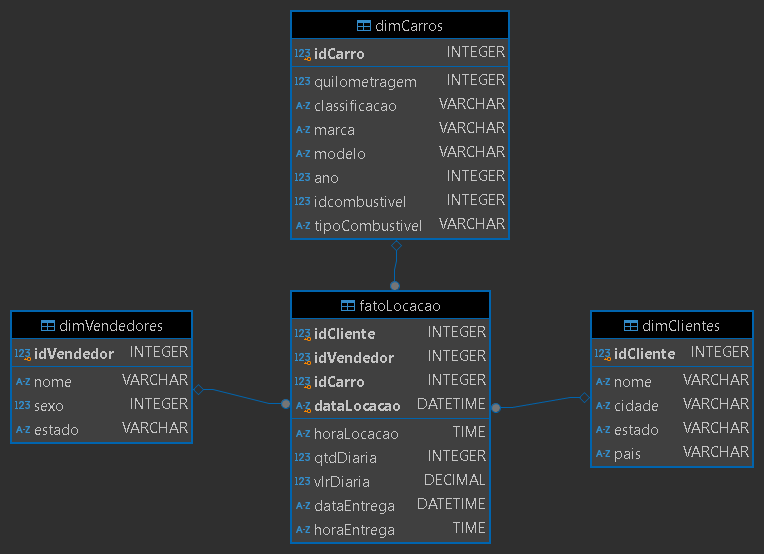 dimCarros
123 idCarro INTEGER
123 quilometragem INTEGER
A-Z classificacao VARCHAR
A-Z marca VARCHAR
A-Z modelo VARCHAR
123 ano INTEGER
123 idcombustivel INTEGER
A-Z tipoCombustivel VARCHAR
dimVendedores
123 idVendedor INTEGER
A-Z nome VARCHAR
123 sexo INTEGER
A-Z estado VARCHAR
fatoLocacao
123 idCliente INTEGER
123 idVendedor INTEGER
123 idCarro INTEGER
A-Z dataLocacao DATETIME
A-Z horaLocacao TIME
123 qtdDiaria INTEGER
123 vlrDiaria DECIMAL
A-Z dataEntrega DATETIME
A-Z horaEntrega TIME
dimClientes
123 idCliente INTEGER
A-Z nome VARCHAR
A-Z cidade VARCHAR
A-Z estado VARCHAR
A-Z pais VARCHAR